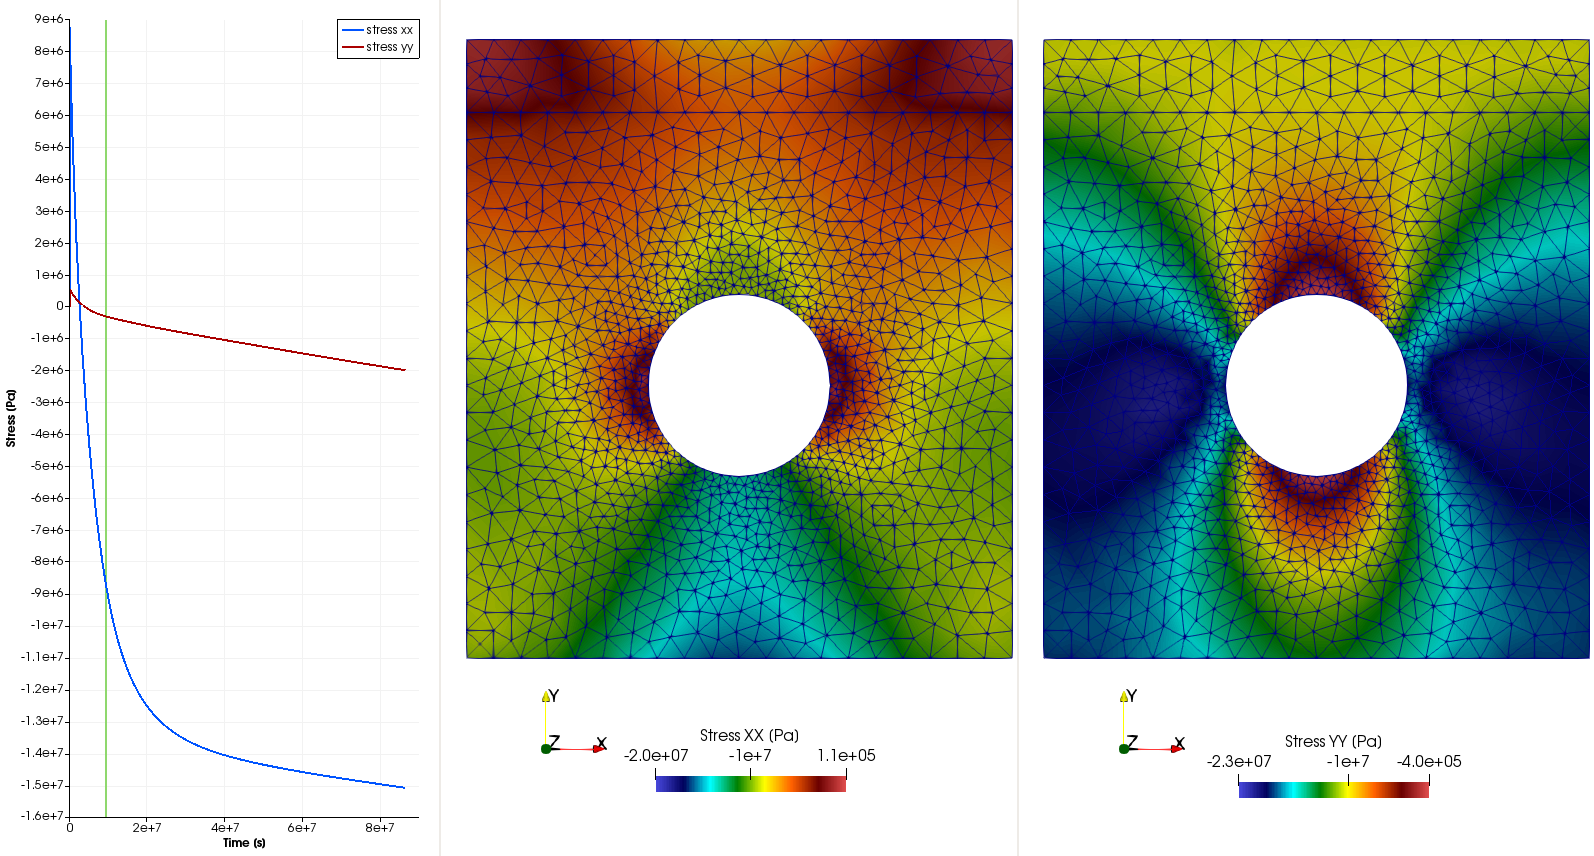 9e+6
8e+6
7e+6
6e+6
5e+6
4e+6
3e+6
2e+6
1e+6
0
-1e+6
-2e+6
-3e+6
-4e+6
-5e+6
-6e+6
-7e+6
-8e+6
-9e+6
-1e+7
-1.1e+7
-1.2e+7
-1.3e+7
-1.4e+7
-1.5e+7
-1.6e+7
Stress (Pa)
0 2e+7 4e+7 6e+7 8e+7
Time (s)
stress xx
stress yy
Y
Z X
Stress XX (Pa)
-2.0e+07 -1e+7 1.1e+05
Y
Z X
Stress YY (Pa)
-2.3e+07 -1e+7 -4.0e+05